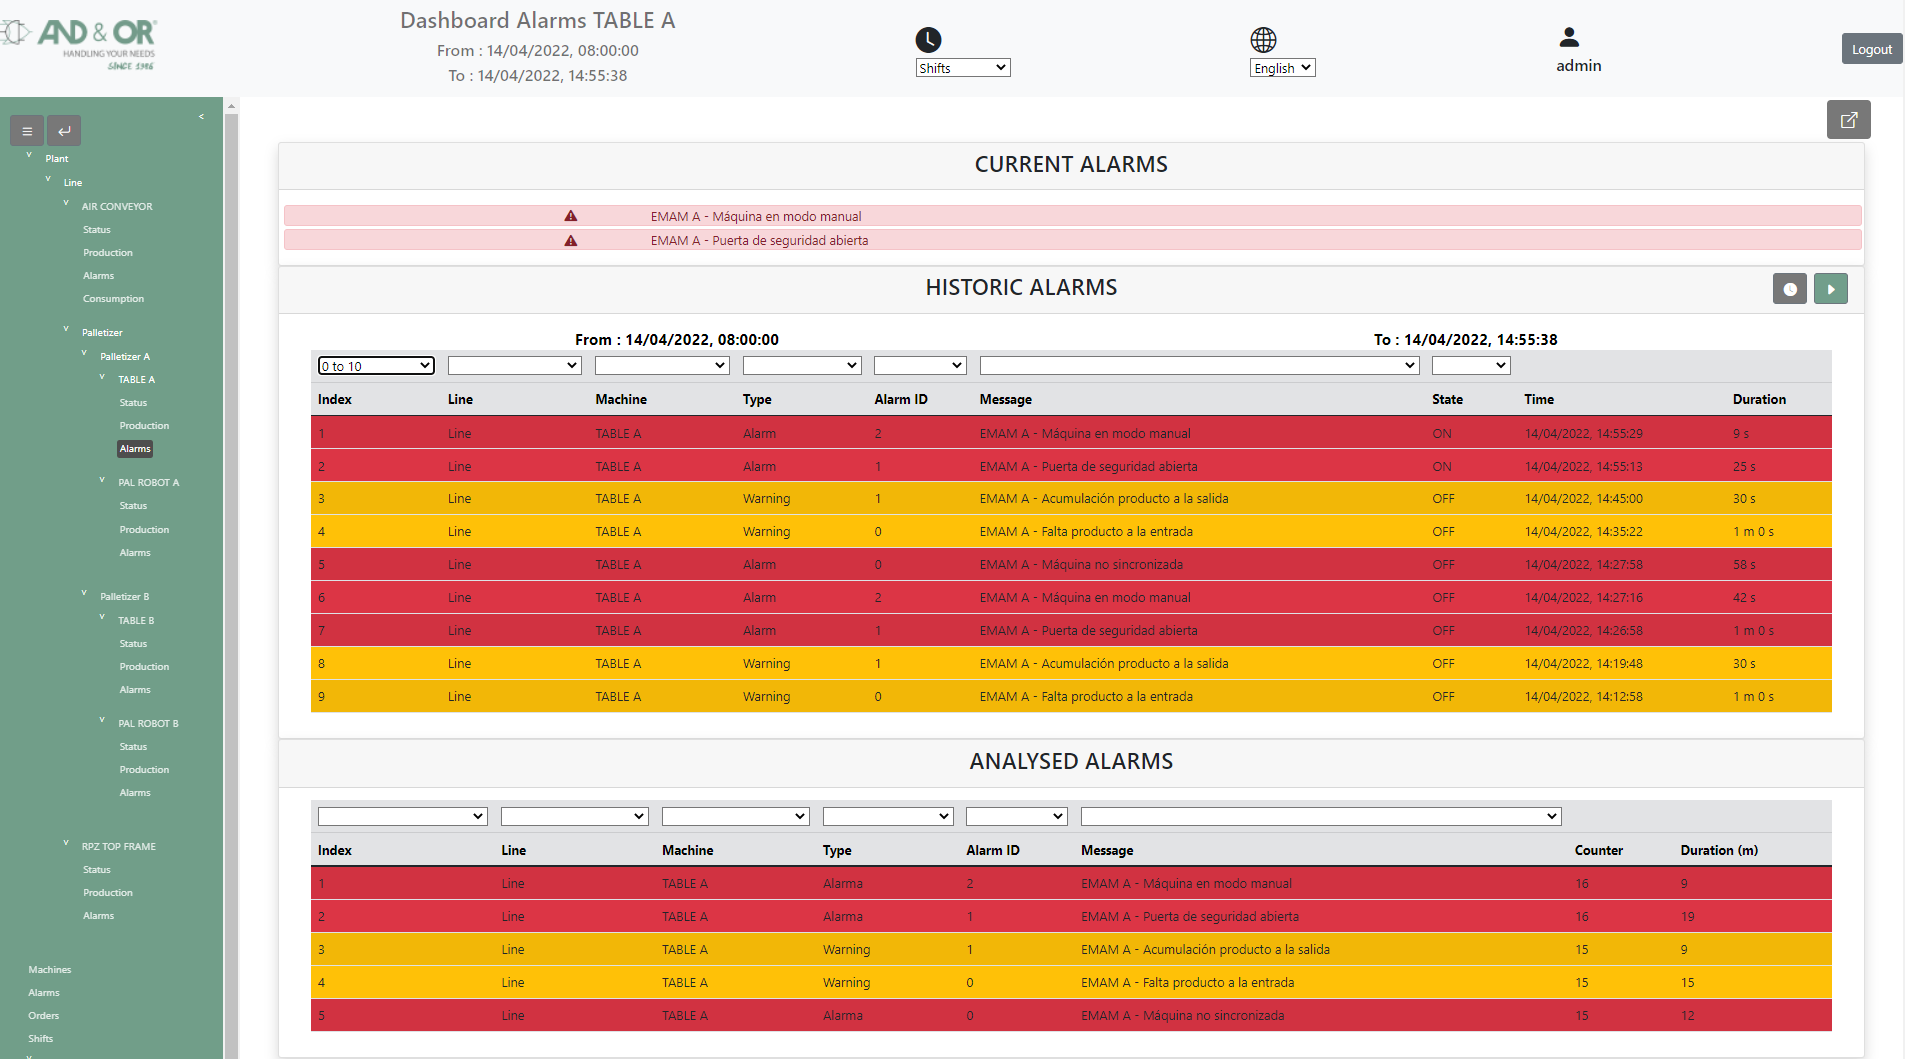 AND & OR
HANDLING YOUR NEEDS
SINCE 1986
Dashboard Alarms TABLE A
From : 14/04/2022, 08:00:00
To : 14/04/2022, 14:55:38
Shifts
English
admin
Logout
<
Plant
Line
AIR CONVEYOR
Status
Production
Alarms
Consumption
Palletizer
Palletizer A
TABLE A
Status
Production
Alarms
PAL ROBOT A
Status
Production
Alarms
Palletizer B
TABLE B
Status
Production
Alarms
PAL ROBOT B
Status
Production
Alarms
RPZ TOP FRAME
Status
Production
Alarms
Machines
Alarms
Orders
Shifts
CURRENT ALARMS
EMAM A - Máquina en modo manual
EMAM A - Puerta de seguridad abierta
HISTORIC ALARMS
From : 14/04/2022, 08:00:00 To : 14/04/2022, 14:55:38
0 to 10
Index Line Machine Type Alarm ID Message State Time Duration
1 Line TABLE A Alarm 2 EMAM A - Máquina en modo manual ON 14/04/2022, 14:55:29 9 s
2 Line TABLE A Alarm 1 EMAM A - Puerta de seguridad abierta ON 14/04/2022, 14:55:13 25 s
3 Line TABLE A Warning 1 EMAM A - Acumulación producto a la salida OFF 14/04/2022, 14:45:00 30 s
4 Line TABLE A Warning 0 EMAM A - Falta producto a la entrada OFF 14/04/2022, 14:35:22 1 m 0 s
5 Line TABLE A Alarm 0 EMAM A - Máquina no sincronizada OFF 14/04/2022, 14:27:58 58 s
6 Line TABLE A Alarm 2 EMAM A - Máquina en modo manual OFF 14/04/2022, 14:27:16 42 s
7 Line TABLE A Alarm 1 EMAM A - Puerta de seguridad abierta OFF 14/04/2022, 14:26:58 1 m 0 s
8 Line TABLE A Warning 1 EMAM A - Acumulación producto a la salida OFF 14/04/2022, 14:19:48 30 s
9 Line TABLE A Warning 0 EMAM A - Falta producto a la entrada OFF 14/04/2022, 14:12:58 1 m 0 s
ANALYSED ALARMS
Index Line Machine Type Alarm ID Message Counter Duration (m)
1 Line TABLE A Alarma 2 EMAM A - Máquina en modo manual 16 9
2 Line TABLE A Alarma 1 EMAM A - Puerta de seguridad abierta 16 19
3 Line TABLE A Warning 1 EMAM A - Acumulación producto a la salida 15 9
4 Line TABLE A Warning 0 EMAM A - Falta producto a la entrada 15 15
5 Line TABLE A Alarma 0 EMAM A - Máquina no sincronizada 15 12